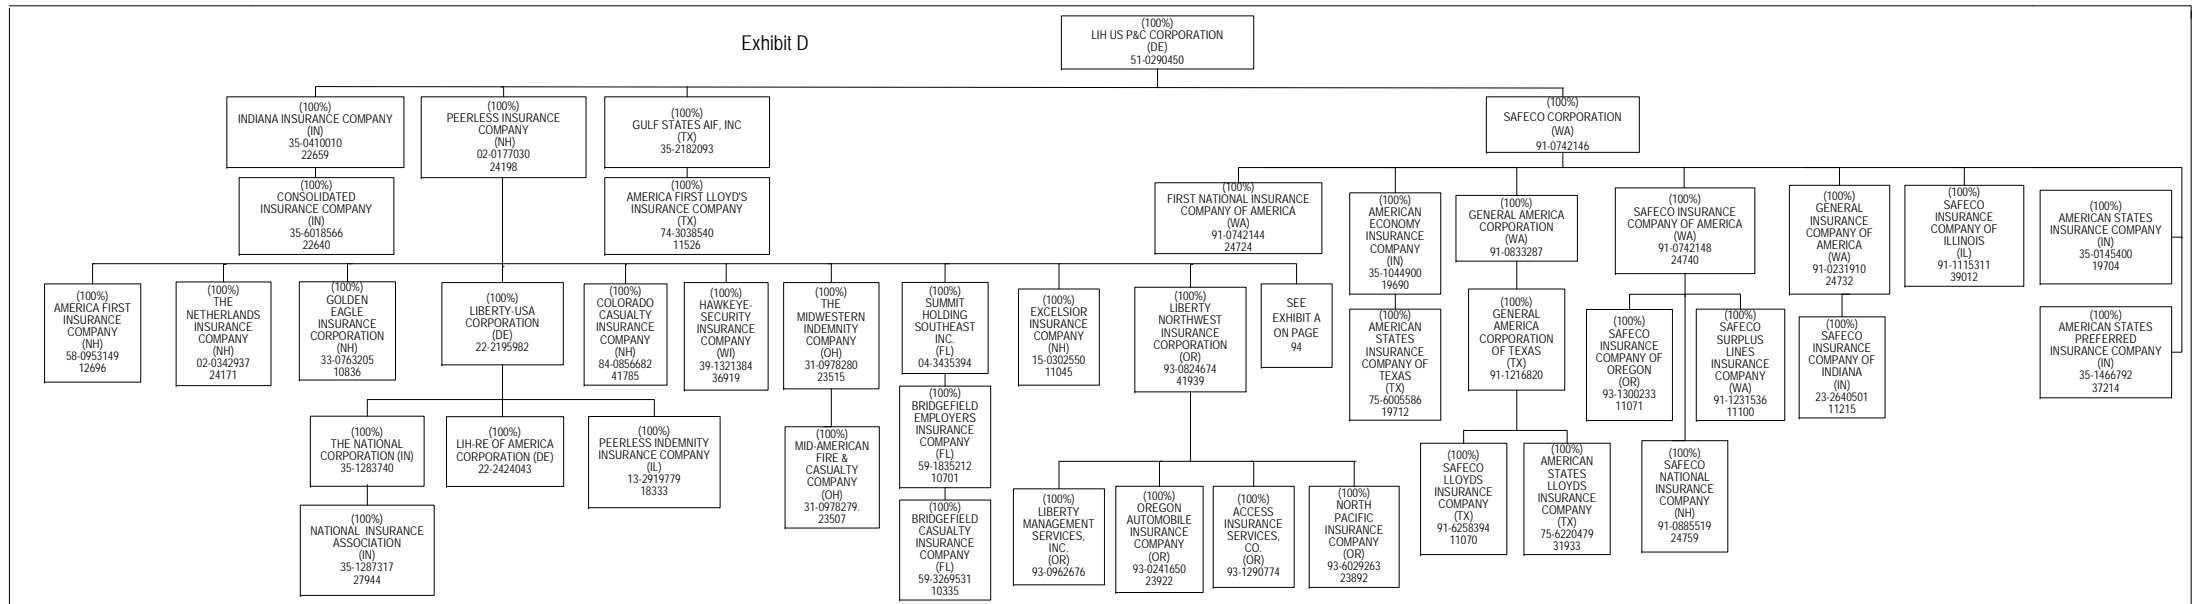 Exhibit D
(100%)
LIH US P&C CORPORATION
(DE)
51-0290450
(100%)
INDIANA INSURANCE COMPANY
(IN)
35-0410010
22659
(100%)
PEERLESS INSURANCE
COMPANY
(NH)
02-0177030
24198
(100%)
GULF STATES AIF, INC
(TX)
35-2182093
(100%)
SAFECO CORPORATION
(WA)
91-0742146
(100%)
CONSOLIDATED
INSURANCE COMPANY
(IN)
35-6018566
22640
(100%)
AMERICA FIRST LLOYD'S
INSURANCE COMPANY
(TX)
74-3038540
11526
(100%)
FIRST NATIONAL INSURANCE
COMPANY OF AMERICA
(WA)
91-0742144
24724
(100%)
AMERICAN
ECONOMY
INSURANCE
COMPANY
(IN)
35-1044900
19690
(100%)
GENERAL AMERICA
CORPORATION
(WA)
91-0833287
(100%)
SAFECO INSURANCE
COMPANY OF AMERICA
(WA)
91-0742148
24740
(100%)
GENERAL
INSURANCE
COMPANY OF
AMERICA
(WA)
91-0231910
24732
(100%)
SAFECO
INSURANCE
COMPANY OF
ILLINOIS
(IL)
91-1115311
39012
(100%)
AMERICAN STATES
INSURANCE COMPANY
(IN)
35-0145400
19704
(100%)
AMERICA FIRST
INSURANCE
COMPANY
(NH)
58-0953149
12696
(100%)
THE
NETHERLANDS
INSURANCE
COMPANY
(NH)
02-0342937
24171
(100%)
GOLDEN
EAGLE
INSURANCE
CORPORATION
(NH)
33-0763205
10836
(100%)
LIBERTY-USA
CORPORATION
(DE)
22-2195982
(100%)
COLORADO
CASUALTY
INSURANCE
COMPANY
(NH)
84-0856682
41785
(100%)
HAWKEYE-
SECURITY
INSURANCE
COMPANY
(WI)
39-1321384
36919
(100%)
THE
MIDWESTERN
INDEMNITY
COMPANY
(OH)
31-0978280
23515
(100%)
SUMMIT
HOLDING
SOUTHEAST
INC.
(FL)
04-3435394
(100%)
EXCELSIOR
INSURANCE
COMPANY
(NH)
15-0302550
11045
(100%)
LIBERTY
NORTHWEST
INSURANCE
CORPORATION
(OR)
93-0824674
41939
SEE
EXHIBIT A
ON PAGE
94
(100%)
AMERICAN
STATES
INSURANCE
COMPANY OF
TEXAS
(TX)
75-6005586
19712
(100%)
GENERAL
AMERICA
CORPORATION
OF TEXAS
(TX)
91-1216820
(100%)
SAFECO
INSURANCE
COMPANY OF
OREGON
(OR)
93-1300233
11071
(100%)
SAFECO
SURPLUS
LINES
INSURANCE
COMPANY
(WA)
91-1231536
11100
(100%)
SAFECO
INSURANCE
COMPANY OF
INDIANA
(IN)
23-2640501
11215
(100%)
AMERICAN STATES
PREFERRED
INSURANCE COMPANY
(IN)
35-1466792
37214
(100%)
THE NATIONAL
CORPORATION (IN)
35-1283740
(100%)
LIH-RE OF AMERICA
CORPORATION (DE)
22-2424043
(100%)
PEERLESS INDEMNITY
INSURANCE COMPANY
(IL)
13-2919779
18333
(100%)
MID-AMERICAN
FIRE &
CASUALTY
COMPANY
(OH)
31-0978279.
23507
(100%)
BRIDGEFIELD
EMPLOYERS
INSURANCE
COMPANY
(FL)
59-1835212
10701
(100%)
NATIONAL INSURANCE
ASSOCIATION
(IN)
35-1287317
27944
(100%)
BRIDGEFIELD
CASUALTY
INSURANCE
COMPANY
(FL)
59-3269531
10335
(100%)
LIBERTY
MANAGEMENT
SERVICES,
INC.
(OR)
93-0962676
(100%)
OREGON
AUTOMOBILE
INSURANCE
COMPANY
(OR)
93-0241650
23922
(100%)
ACCESS
INSURANCE
SERVICES,
CO.
(OR)
93-1290774
(100%)
NORTH
PACIFIC
INSURANCE
COMPANY
(OR)
93-6029263
23892
(100%)
SAFECO
LLOYDS
INSURANCE
COMPANY
(TX)
91-6258394
11070
(100%)
AMERICAN
STATES
LLOYDS
INSURANCE
COMPANY
(TX)
75-6220479
31933
(100%)
SAFECO
NATIONAL
INSURANCE
COMPANY
(NH)
91-0885519
24759